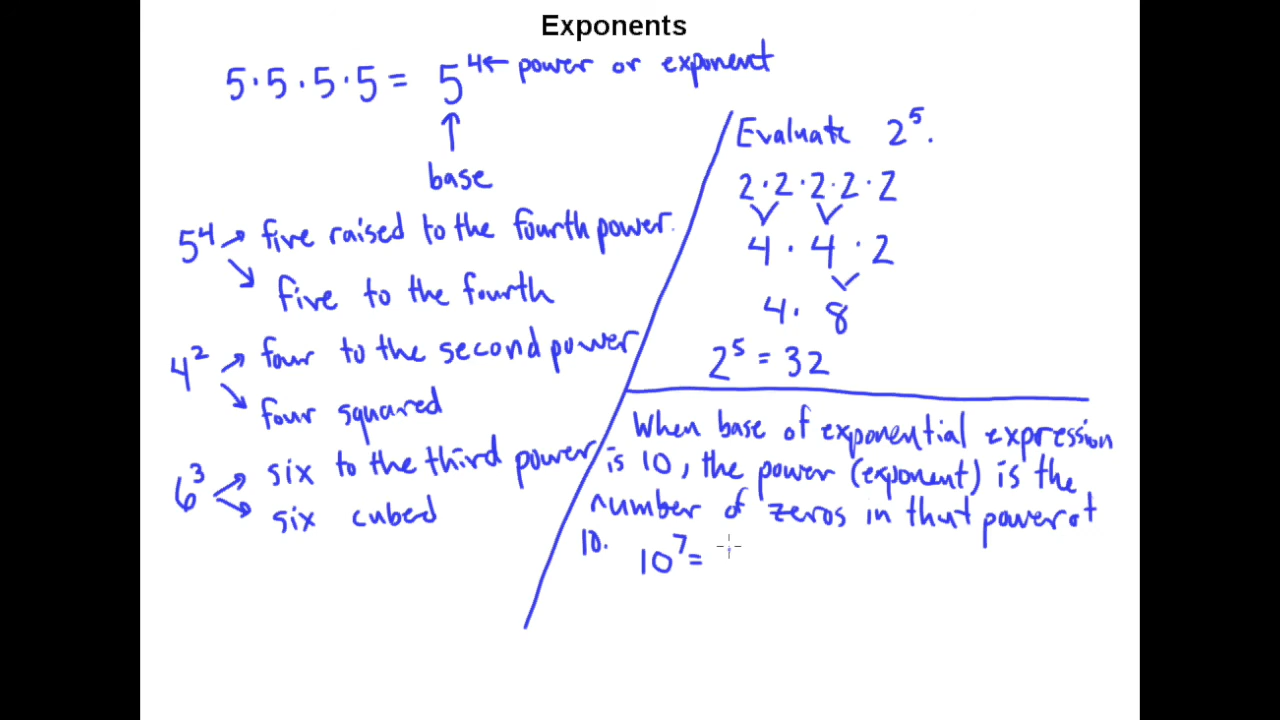 Exponents
5·5·5·5 = 5⁴ ← power or exponent
↑
base
5⁴ → five raised to the fourth power.
→ five to the fourth
4² → four to the second power
→ four squared
6³ → six to the third power
→ six cubed
Evaluate 2⁵.
2·2·2·2·2
4·4·2
4·8
2⁵ = 32
When base of exponential expression
is 10, the power (exponent) is the
number of zeros in that power of
10.
10⁷ =